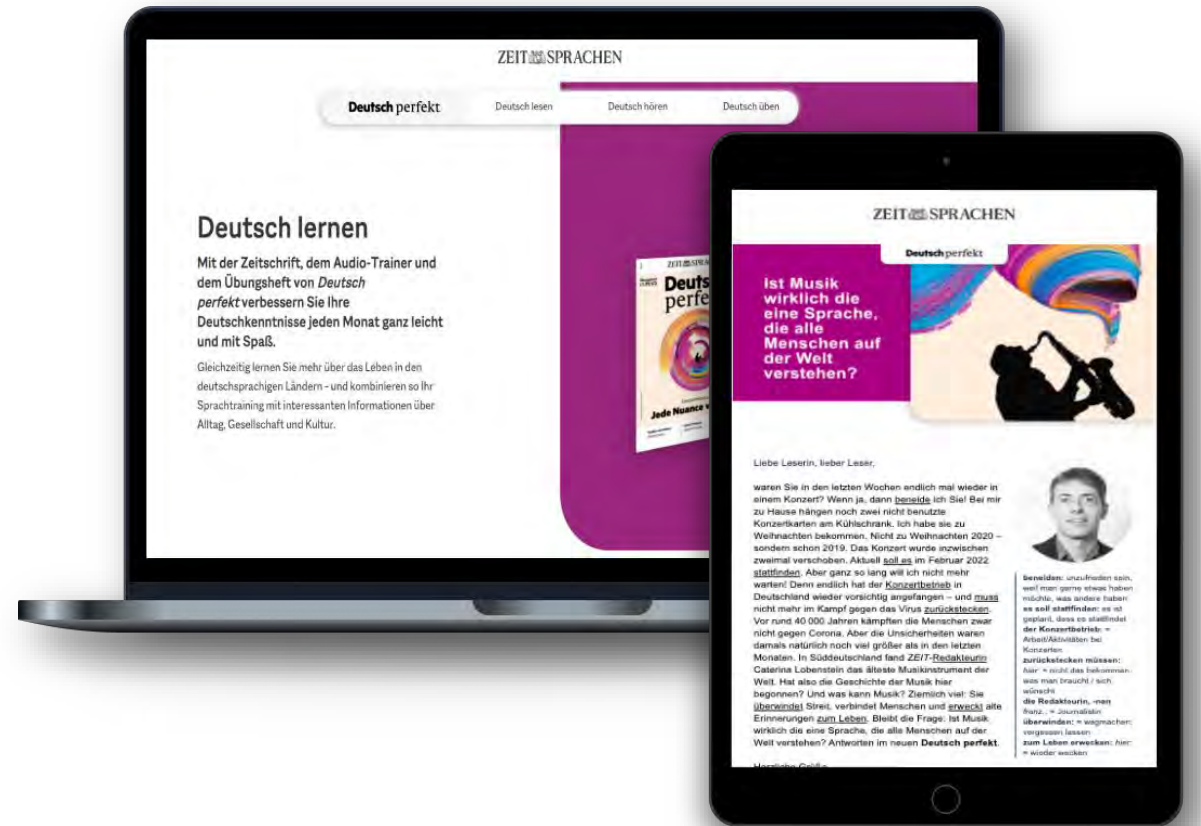 ZEIT SPRACHEN
Deutsch perfekt
Deutsch lesen
Deutsch hören
Deutsch üben
Deutsch lernen
Mit der Zeitschrift, dem Audio-Trainer und
dem Übungsheft von Deutsch
perfekt verbessern Sie Ihre
Deutschkenntnisse jeden Monat ganz leicht
und mit Spaß.
Gleichzeitig lernen Sie mehr über das Leben in den
deutschsprachigen Ländern – und kombinieren so Ihr
Sprachtraining mit interessanten Informationen über
Alltag, Gesellschaft und Kultur.
Deuts
perfe
Jede Nuance
ZEIT SPRACHEN
Deutsch perfekt
Ist Musik
wirklich die
eine Sprache,
die alle
Menschen auf
der Welt
verstehen?
Liebe Leserin, lieber Leser,
waren Sie in den letzten Wochen endlich mal wieder in
einem Konzert? Wenn ja, dann beneide ich Sie! Bei mir
zu Hause hängen noch zwei nicht benutzte
Konzertkarten am Kühlschrank. Ich habe sie zu
Weihnachten bekommen. Nicht zu Weihnachten 2020 –
sondern schon 2019. Das Konzert wurde inzwischen
zweimal verschoben. Aktuell soll es im Februar 2022
stattfinden. Aber ganz so lang will ich nicht mehr
warten! Denn endlich hat der Konzertbetrieb in
Deutschland wieder vorsichtig angefangen – und muss
nicht mehr im Kampf gegen das Virus zurückstecken.
Vor rund 40 000 Jahren kämpften die Menschen zwar
nicht gegen Corona. Aber die Unsicherheiten waren
damals natürlich noch viel größer als in den letzten
Monaten. In Süddeutschland fand ZEIT-Redakteurin
Caterina Lobenstein das älteste Musikinstrument der
Welt. Hat also die Geschichte der Musik hier
begonnen? Und was kann Musik? Ziemlich viel: Sie
überwindet Streit, verbindet Menschen und erweckt alte
Erinnerungen zum Leben. Bleibt die Frage: Ist Musik
wirklich die eine Sprache, die alle Menschen auf der
Welt verstehen? Antworten im neuen Deutsch perfekt.
Herzliche Grüße
beneiden: unzufrieden sein,
weil man gerne etwas haben
möchte, was andere haben
es soll stattfinden: es ist
geplant, dass es stattfindet
der Konzertbetrieb: =
Arbeit/Aktivitäten bei
Konzerten
zurückstecken müssen:
hier: = nicht das bekommen,
was man braucht / sich
wünscht
die Redakteurin, -nen
franz.: = Journalistin
überwinden: = wegmachen;
vergessen lassen
zum Leben erwecken: hier:
= wieder wecken